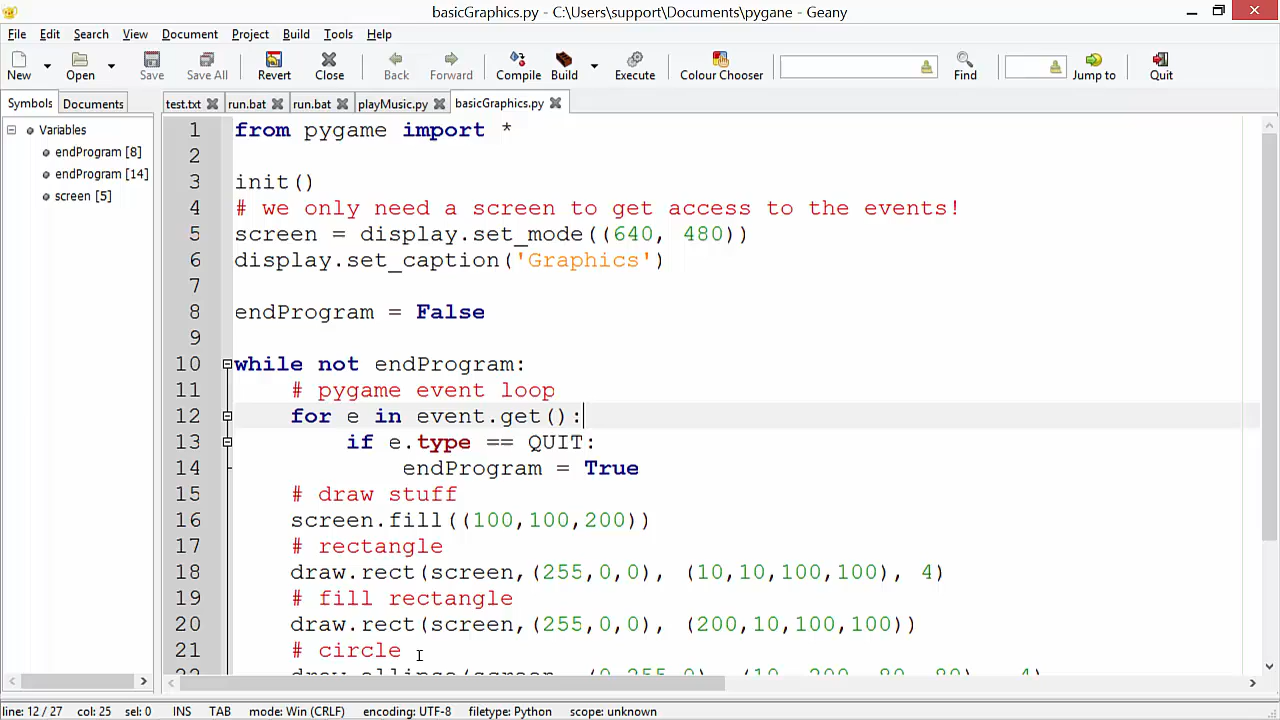 basicGraphics.py - C:\Users\support\Documents\pygane - Geany
File Edit Search View Document Project Build Tools Help
New Open Save Save All Revert Close Back Forward Compile Build Execute Colour Chooser Find Jump to Quit
Symbols Documents test.txt run.bat run.bat playMusic.py basicGraphics.py
Variables
endProgram [8]
endProgram [14]
screen [5]
1 from pygame import *
2
3 init()
4 # we only need a screen to get access to the events!
5 screen = display.set_mode((640, 480))
6 display.set_caption('Graphics')
7
8 endProgram = False
9
10 while not endProgram:
11 # pygame event loop
12 for e in event.get():
13 if e.type == QUIT:
14 endProgram = True
15 # draw stuff
16 screen.fill((100,100,200))
17 # rectangle
18 draw.rect(screen,(255,0,0), (10,10,100,100), 4)
19 # fill rectangle
20 draw.rect(screen,(255,0,0), (200,10,100,100))
21 # circle
22 draw.ellipse(screen, (0,255,0), (10, 200, 80, 80), 4)
line: 12 / 27 col: 25 sel: 0 INS TAB mode: Win (CRLF) encoding: UTF-8 filetype: Python scope: unknown